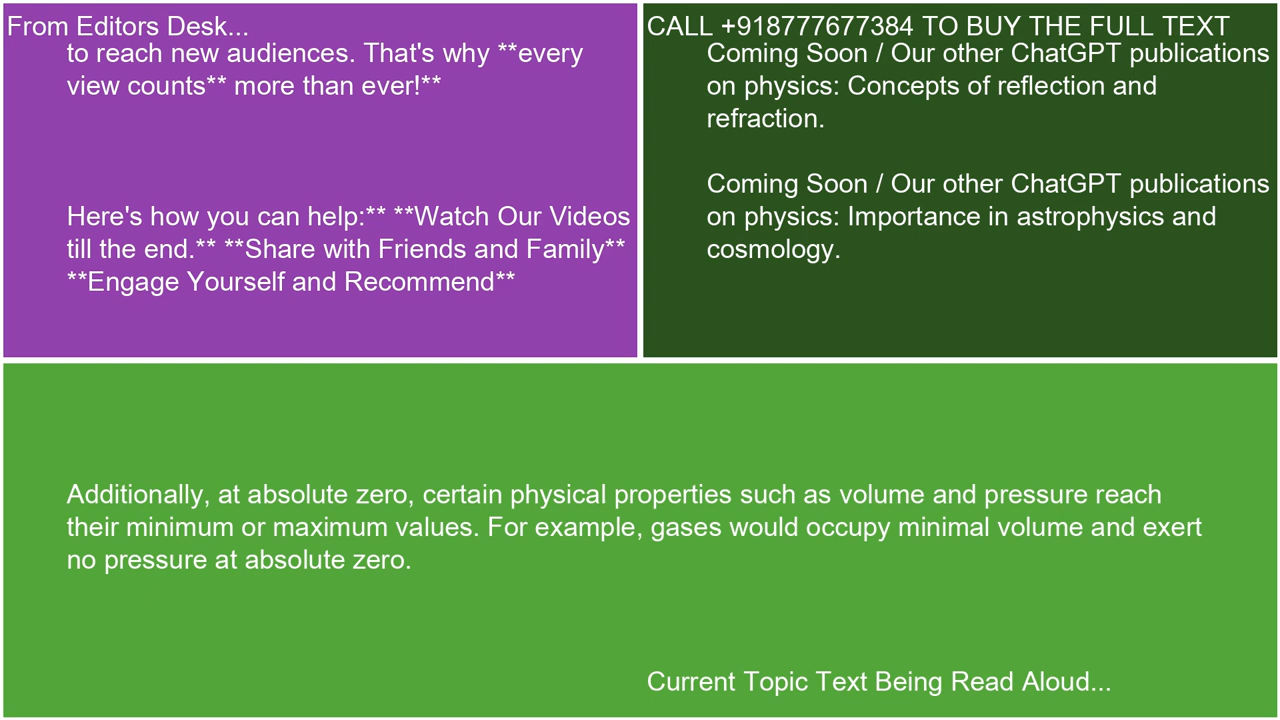 From Editors Desk...
to reach new audiences. That's why **every
view counts** more than ever!**
Here's how you can help:** **Watch Our Videos
till the end.** **Share with Friends and Family**
**Engage Yourself and Recommend**
CALL +918777677384 TO BUY THE FULL TEXT
Coming Soon / Our other ChatGPT publications
on physics: Concepts of reflection and
refraction.
Coming Soon / Our other ChatGPT publications
on physics: Importance in astrophysics and
cosmology.
Additionally, at absolute zero, certain physical properties such as volume and pressure reach
their minimum or maximum values. For example, gases would occupy minimal volume and exert
no pressure at absolute zero.
Current Topic Text Being Read Aloud...